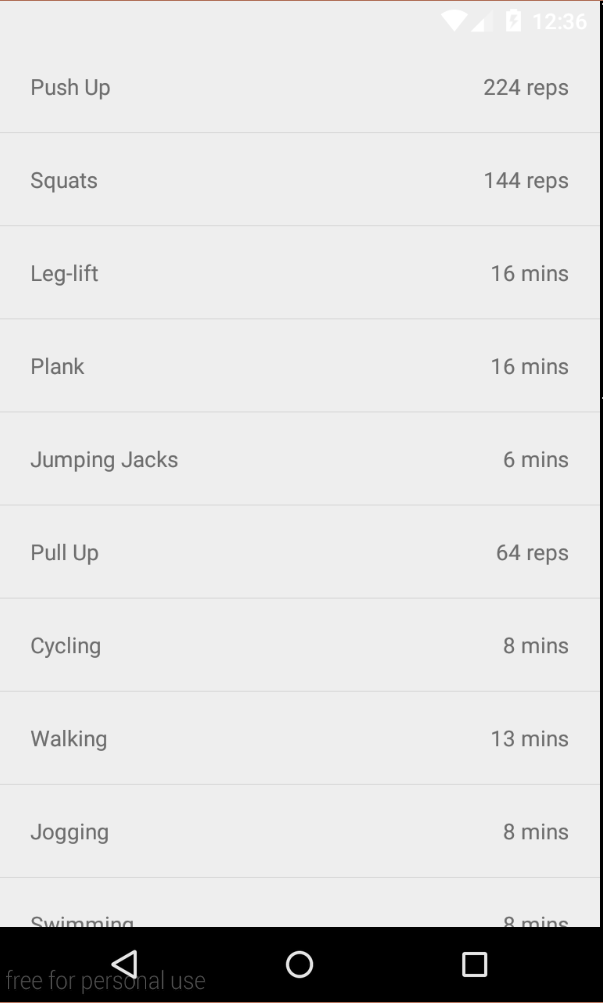 12:36
Push Up 224 reps
Squats 144 reps
Leg-lift 16 mins
Plank 16 mins
Jumping Jacks 6 mins
Pull Up 64 reps
Cycling 8 mins
Walking 13 mins
Jogging 8 mins
Swimming 8 mins
free for personal use